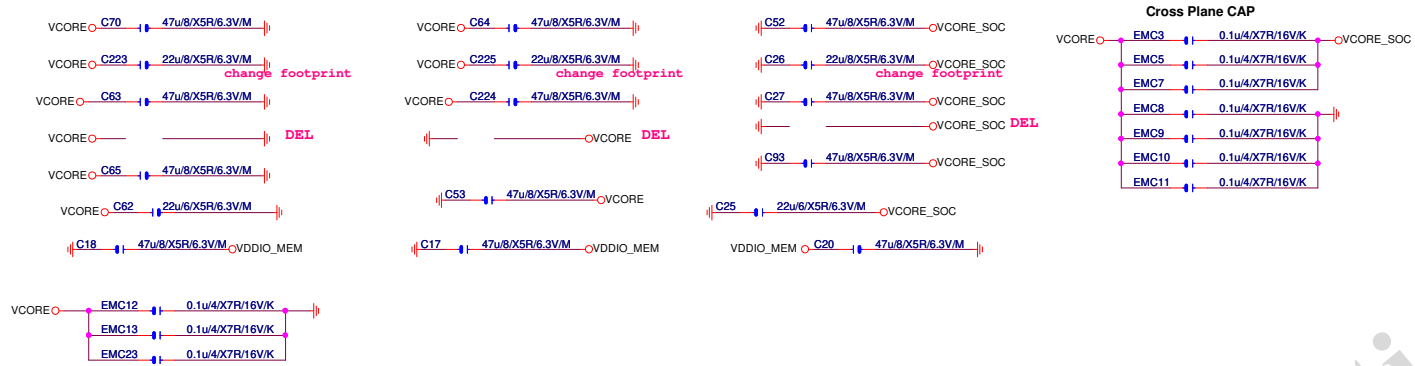 Cross Plane CAP
VCORE C70 47u/8/X5R/6.3V/M
VCORE C64 47u/8/X5R/6.3V/M
C52 47u/8/X5R/6.3V/M VCORE_SOC
VCORE EMC3 0.1u/4/X7R/16V/K VCORE_SOC
VCORE C223 22u/8/X5R/6.3V/M
change footprint
VCORE C225 22u/8/X5R/6.3V/M
change footprint
C26 22u/8/X5R/6.3V/M VCORE_SOC
change footprint
EMC5 0.1u/4/X7R/16V/K
EMC7 0.1u/4/X7R/16V/K
VCORE C63 47u/8/X5R/6.3V/M
VCORE C224 47u/8/X5R/6.3V/M
C27 47u/8/X5R/6.3V/M VCORE_SOC
EMC8 0.1u/4/X7R/16V/K
VCORE DEL
VCORE DEL
VCORE_SOC DEL
EMC9 0.1u/4/X7R/16V/K
EMC10 0.1u/4/X7R/16V/K
VCORE C65 47u/8/X5R/6.3V/M
C93 47u/8/X5R/6.3V/M VCORE_SOC
EMC11 0.1u/4/X7R/16V/K
VCORE C62 22u/6/X5R/6.3V/M
C53 47u/8/X5R/6.3V/M VCORE
C25 22u/6/X5R/6.3V/M VCORE_SOC
C18 47u/8/X5R/6.3V/M VDDIO_MEM
C17 47u/8/X5R/6.3V/M VDDIO_MEM
VDDIO_MEM C20 47u/8/X5R/6.3V/M
VCORE EMC12 0.1u/4/X7R/16V/K
EMC13 0.1u/4/X7R/16V/K
EMC23 0.1u/4/X7R/16V/K